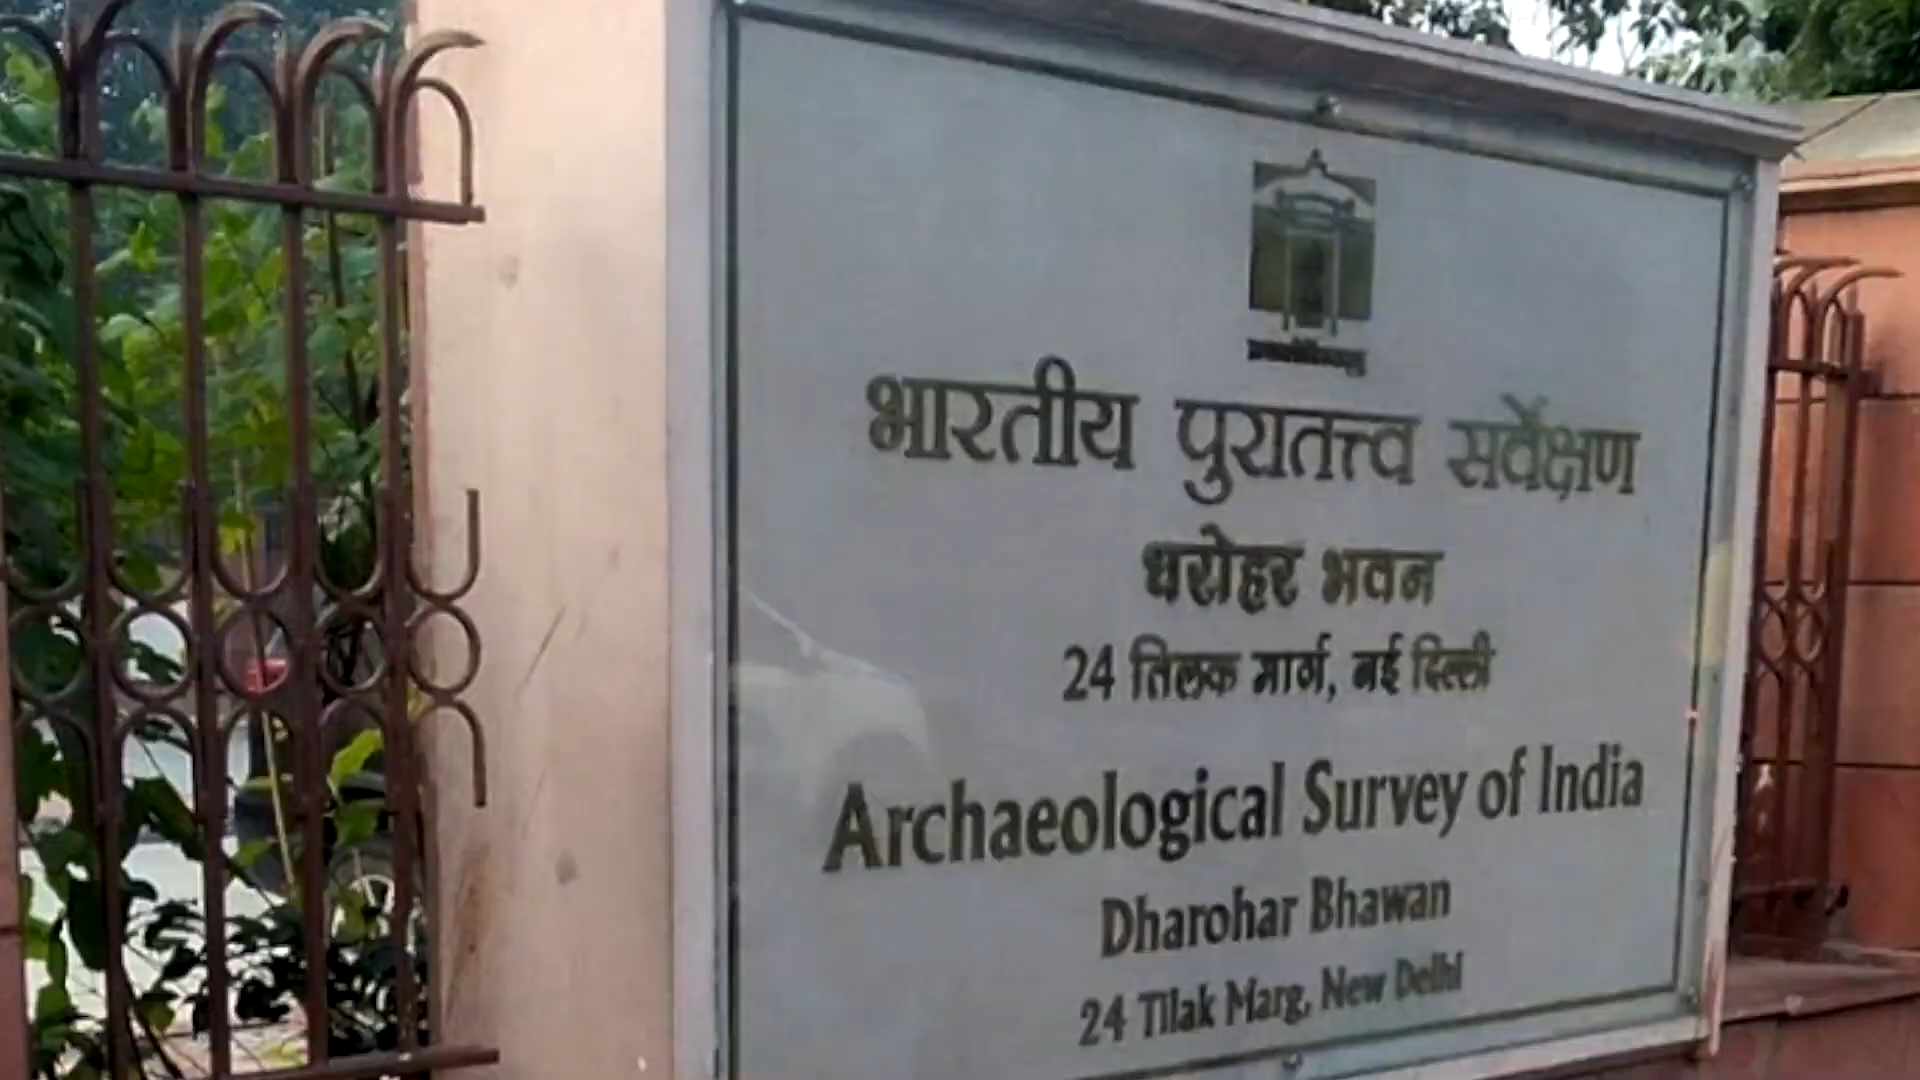 भारतीय पुरातत्त्व सर्वेक्षण
धरोहर भवन
24 तिलक मार्ग, नई दिल्ली
Archaeological Survey of India
Dharohar Bhawan
24 Tilak Marg, New Delhi